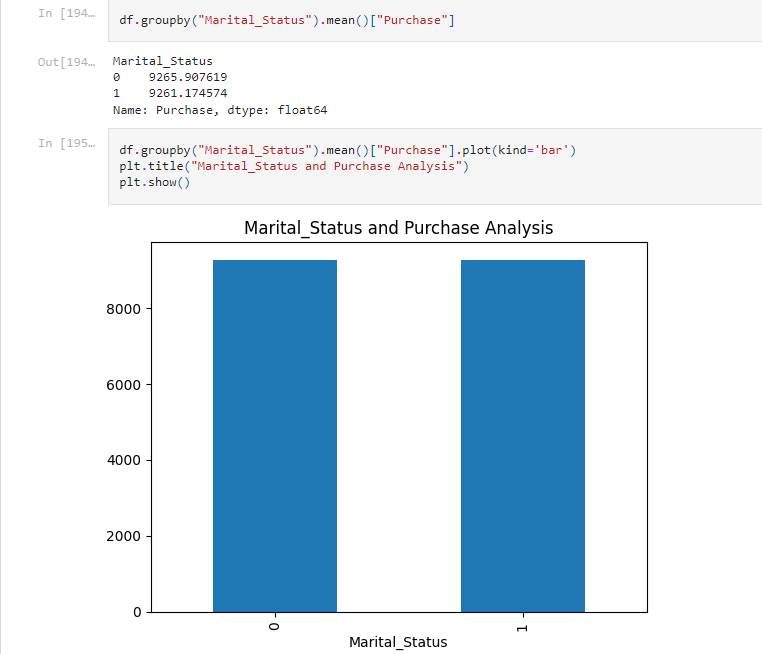 In [194…
df.groupby("Marital_Status").mean()["Purchase"]
Out[194…
Marital_Status
0    9265.907619
1    9261.174574
Name: Purchase, dtype: float64
In [195…
df.groupby("Marital_Status").mean()["Purchase"].plot(kind='bar')
plt.title("Marital_Status and Purchase Analysis")
plt.show()
Marital_Status and Purchase Analysis
8000
6000
4000
2000
0
0
1
Marital_Status